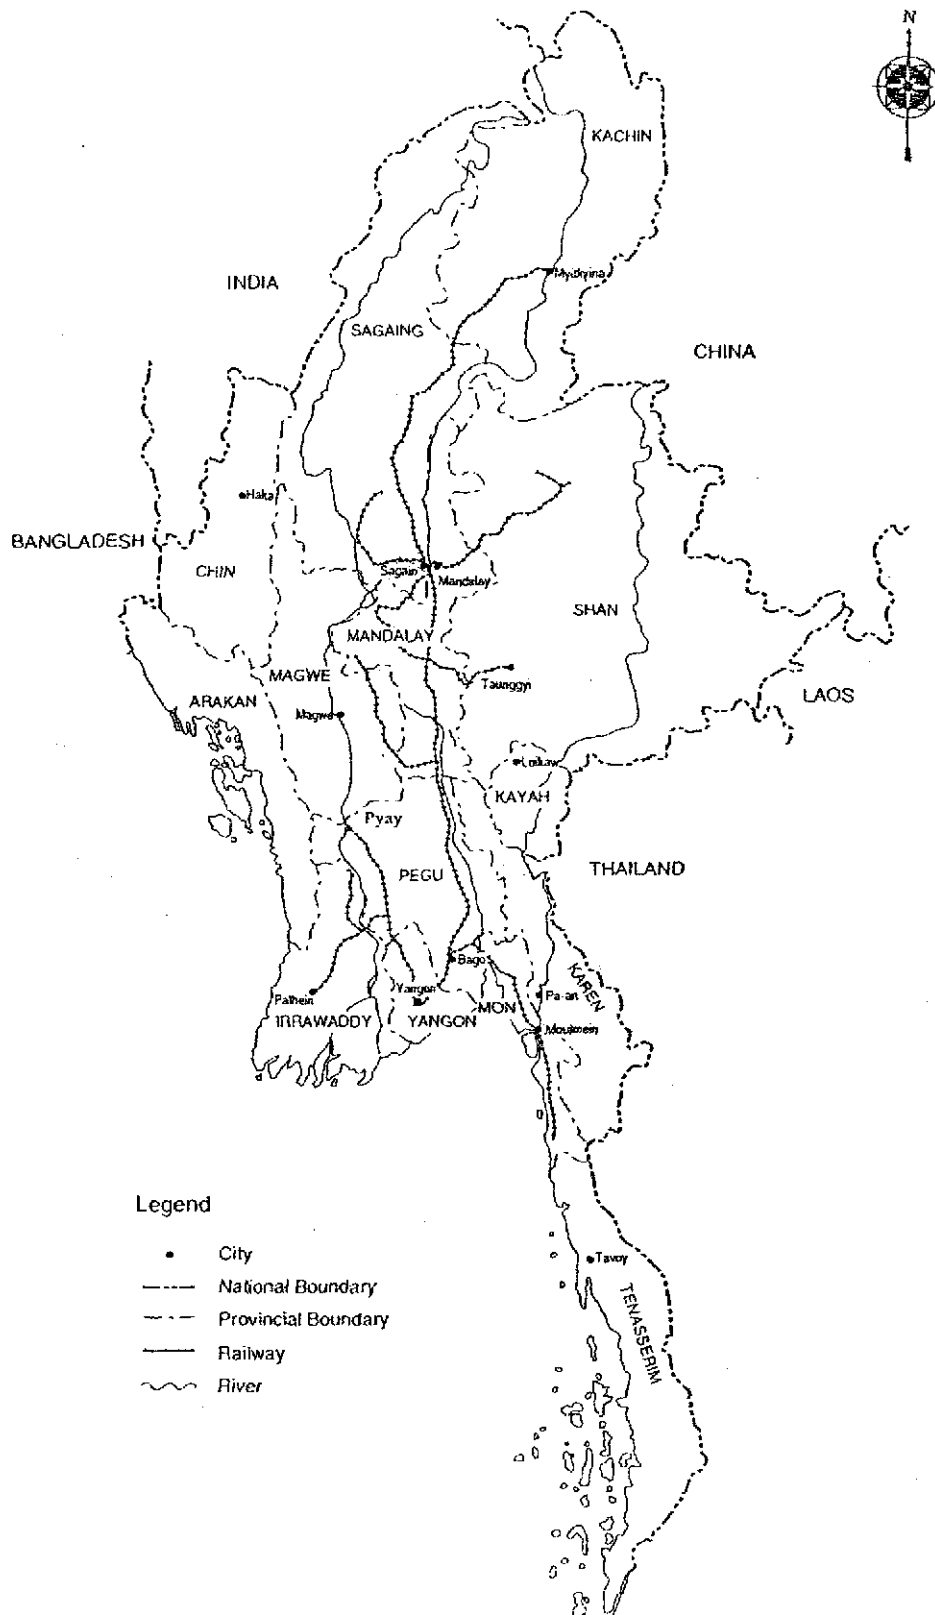 N
KACHIN
Myitkyina
INDIA
SAGAING
CHINA
Haka
BANGLADESH
CHIN
Sagain
Mandalay
SHAN
MANDALAY
MAGWE
Taunggyi
LAOS
ARAKAN
Magwe
Loikaw
KAYAH
Pyay
THAILAND
PEGU
Bago
KAREN
Yangon
Pathein
Pa-an
MON
IRRAWADDY
YANGON
Moulmein
Legend
City
National Boundary
Provincial Boundary
Railway
River
Tavoy
TENASSERIM